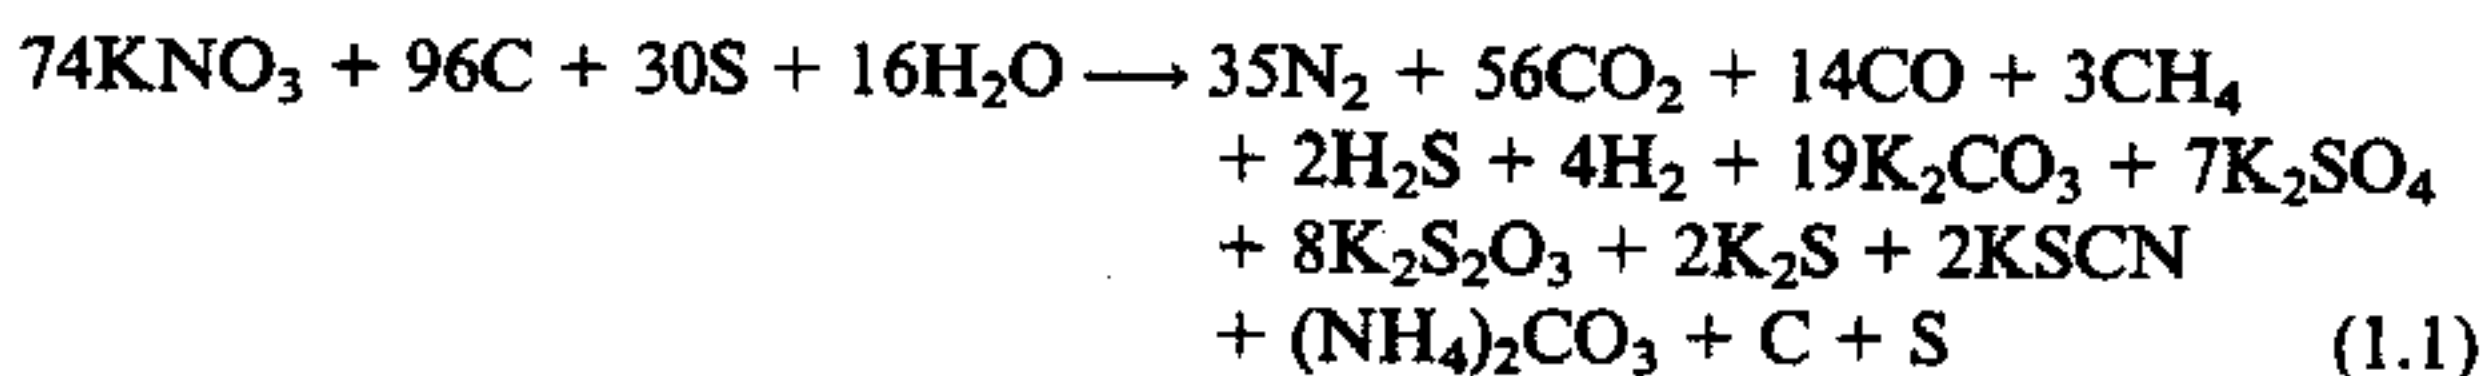 74KNO₃ + 96C + 30S + 16H₂O ⟶ 35N₂ + 56CO₂ + 14CO + 3CH₄
+ 2H₂S + 4H₂ + 19K₂CO₃ + 7K₂SO₄
+ 8K₂S₂O₃ + 2K₂S + 2KSCN
+ (NH₄)₂CO₃ + C + S (1.1)